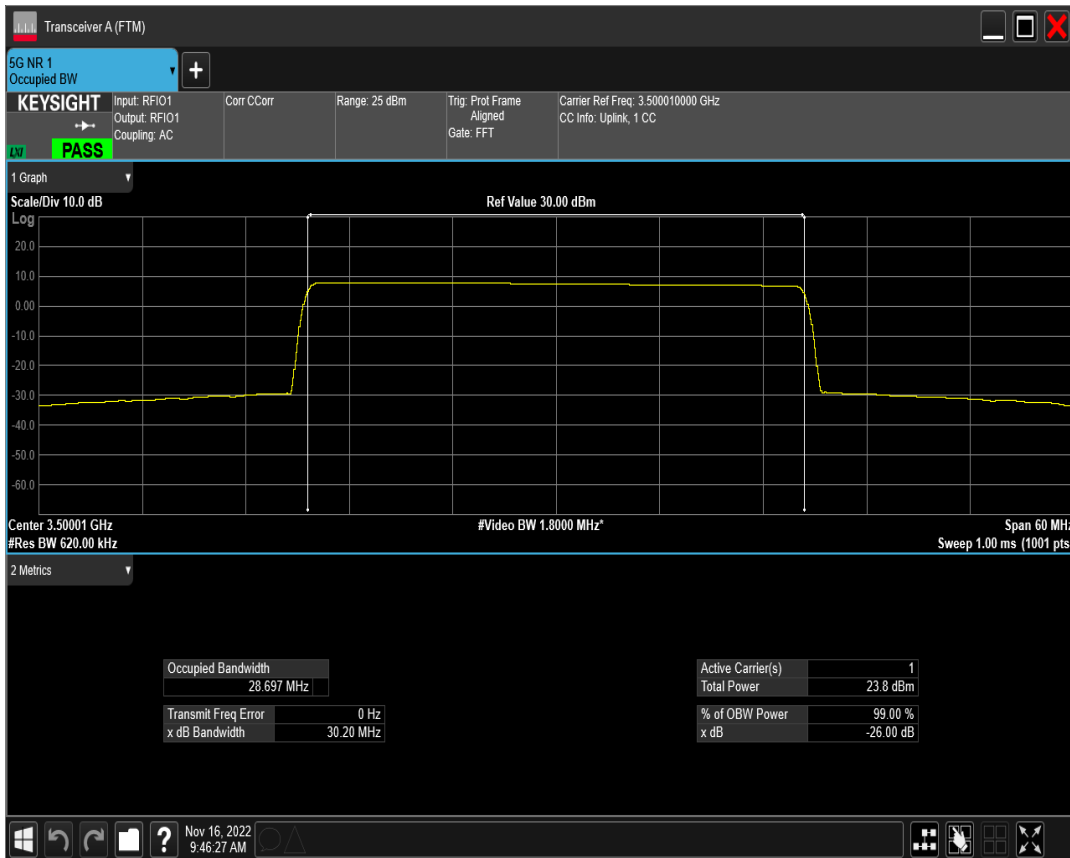 Transceiver A (FTM)
5G NR 1
Occupied BW
+
KEYSIGHT
LXI
PASS
Input: RFIO1
Output: RFIO1
Coupling: AC
Corr CCorr
Range: 25 dBm
Trig: Prot Frame
Aligned
Gate: FFT
Carrier Ref Freq: 3.500010000 GHz
CC Info: Uplink, 1 CC
1 Graph
Scale/Div 10.0 dB
Ref Value 30.00 dBm
Log
20.0
10.0
0.00
-10.0
-20.0
-30.0
-40.0
-50.0
-60.0
Center 3.50001 GHz
#Video BW 1.8000 MHz*
Span 60 MHz
#Res BW 620.00 kHz
Sweep 1.00 ms (1001 pts
2 Metrics
Occupied Bandwidth
28.697 MHz
Transmit Freq Error 0 Hz
x dB Bandwidth 30.20 MHz
Active Carrier(s) 1
Total Power 23.8 dBm
% of OBW Power 99.00 %
x dB -26.00 dB
?
Nov 16, 2022
9:46:27 AM